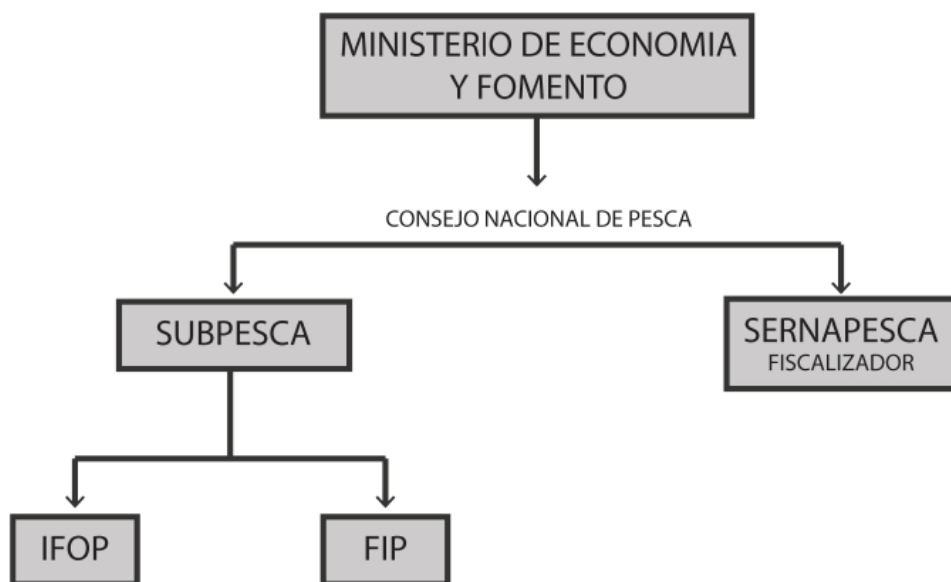 MINISTERIO DE ECONOMIA
Y FOMENTO
CONSEJO NACIONAL DE PESCA
SUBPESCA
SERNAPESCA
FISCALIZADOR
IFOP
FIP